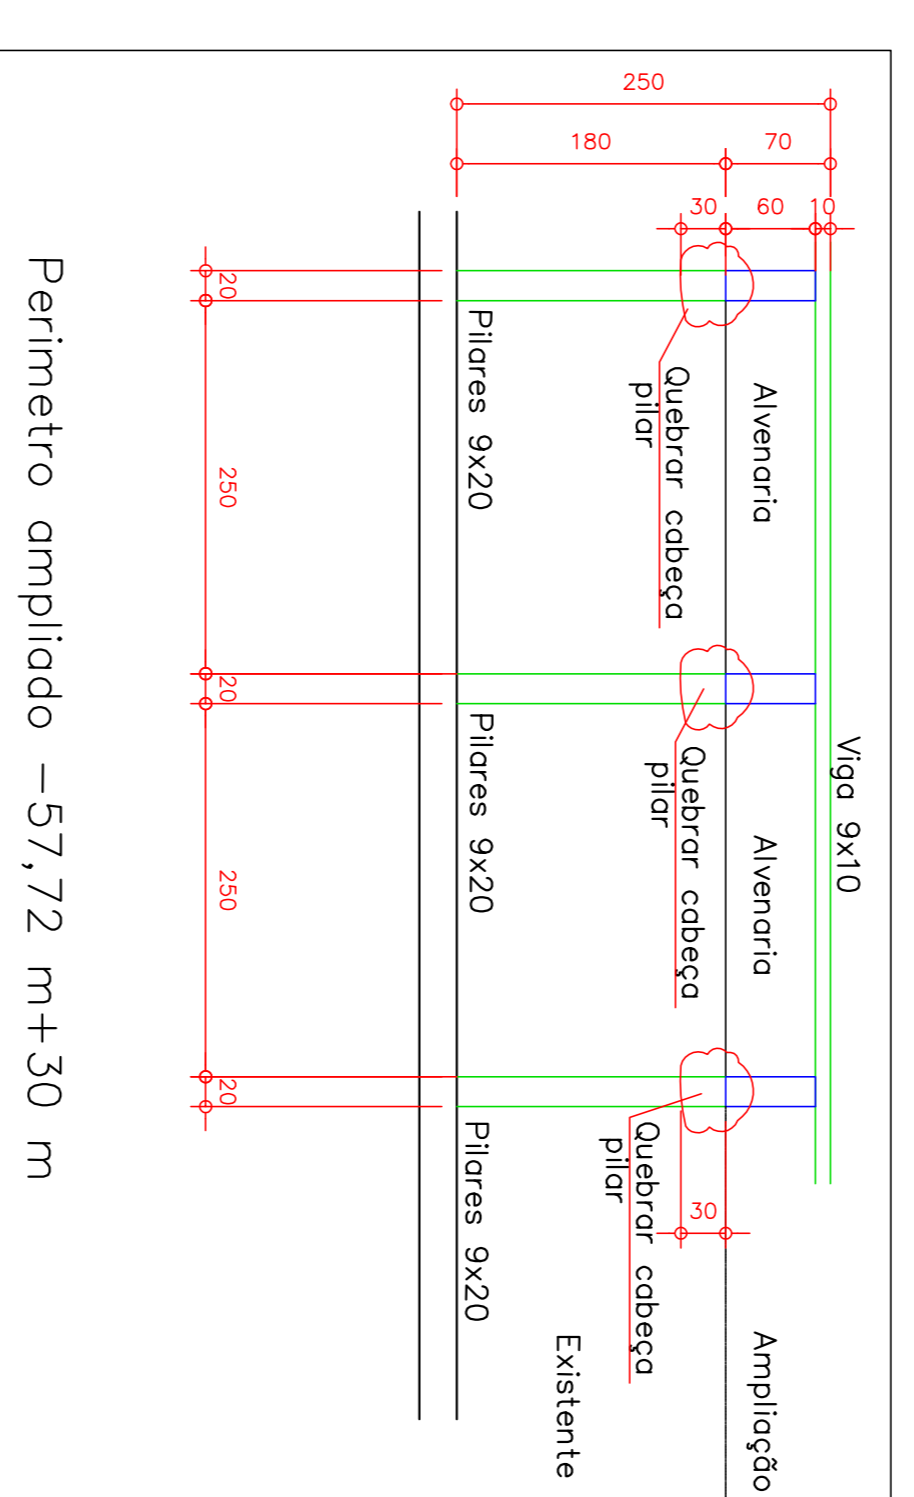 Viga 9x10
Alvenaria
Alvenaria
Ampliação
Quebrar cabeça
pilar
Quebrar cabeça
pilar
Quebrar cabeça
pilar
Existente
Pilares 9x20
Pilares 9x20
Pilares 9x20
250
180
70
30
60
10
30
20
250
20
250
20
Perimetro ampliado -57,72 m+30 m